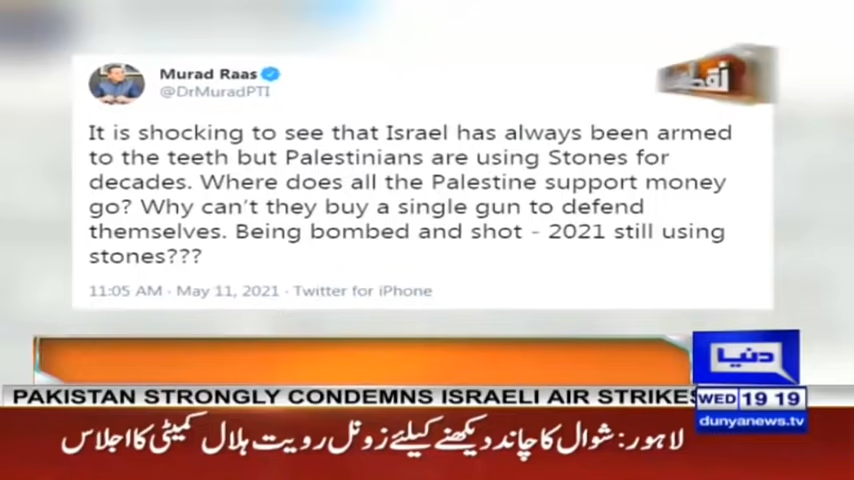 Murad Raas
@DrMuradPTI
نقطہ
It is shocking to see that Israel has always been armed
to the teeth but Palestinians are using Stones for
decades. Where does all the Palestine support money
go? Why can't they buy a single gun to defend
themselves. Being bombed and shot - 2021 still using
stones???
11:05 AM · May 11, 2021 · Twitter for iPhone
دنیا
PAKISTAN STRONGLY CONDEMNS ISRAELI AIR STRIKES
WED 19 19
dunyanews.tv
لاہور: شوال کا چاند دیکھنے کیلئے زونل رویت ہلال کمیٹی کا اجلاس